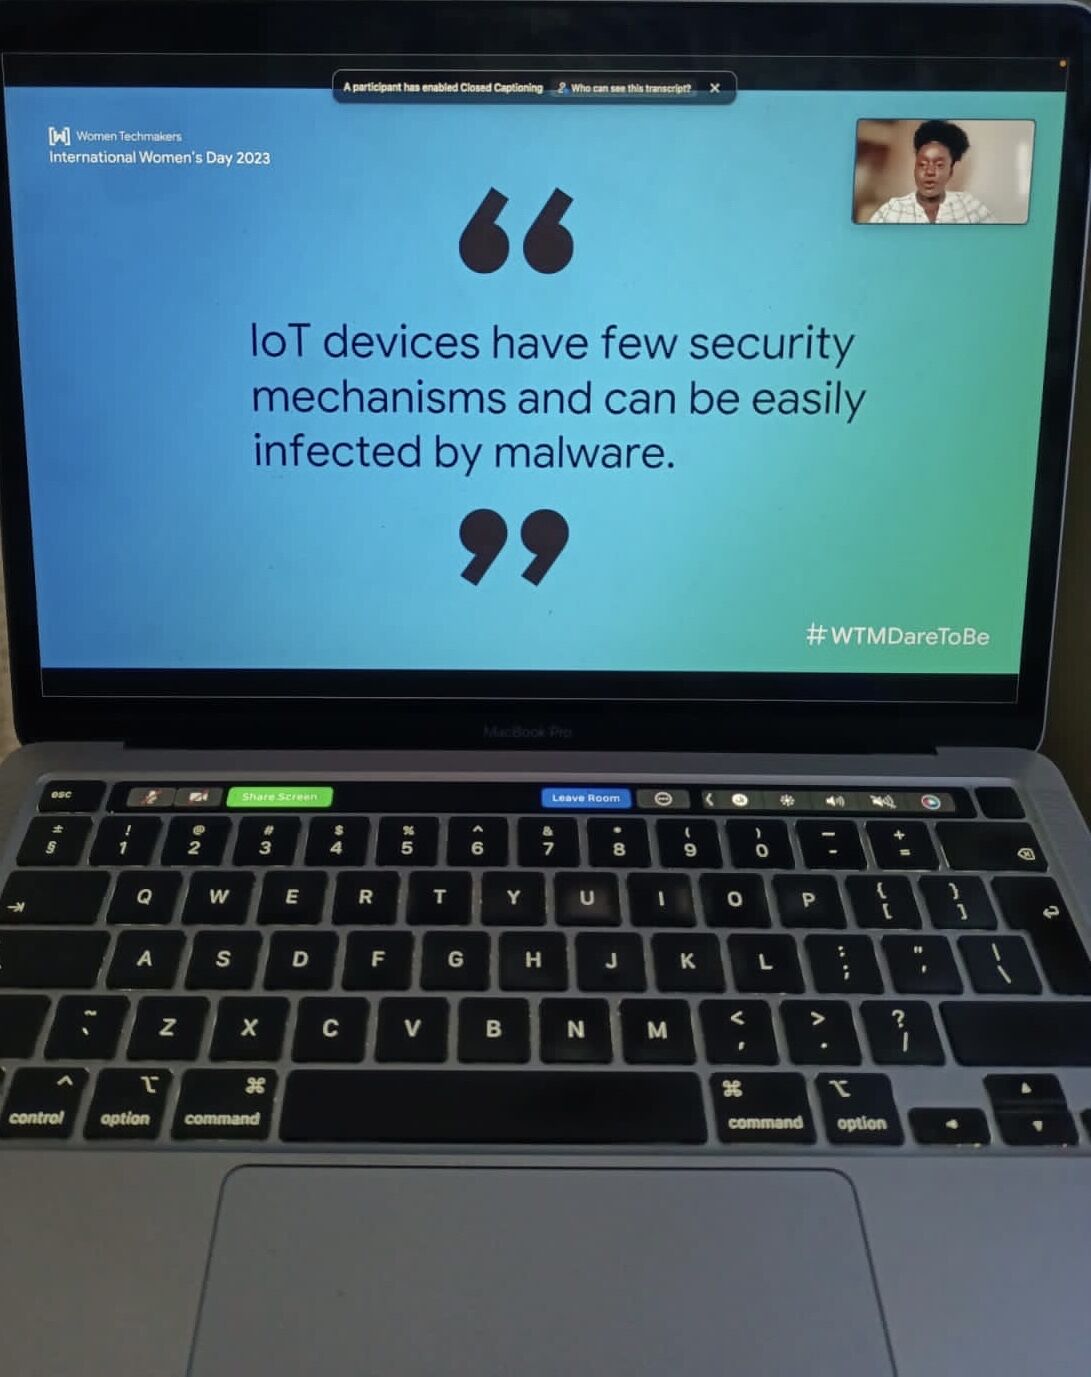 A participant has enabled Closed Captioning Who can see this transcript?
Women Techmakers
International Women's Day 2023
“
IoT devices have few security
mechanisms and can be easily
infected by malware.
”
#WTMDareToBe
MacBook Pro
esc Share Screen Leave Room
± ! @ # $ % ^ & * ( ) _ +
§ 1 2 3 4 5 6 7 8 9 0 - =
Q W E R T Y U I O P { [ } ]
A S D F G H J K L : ; " ' | \
~ ` Z X C V B N M < , > . ? /
control option command command option